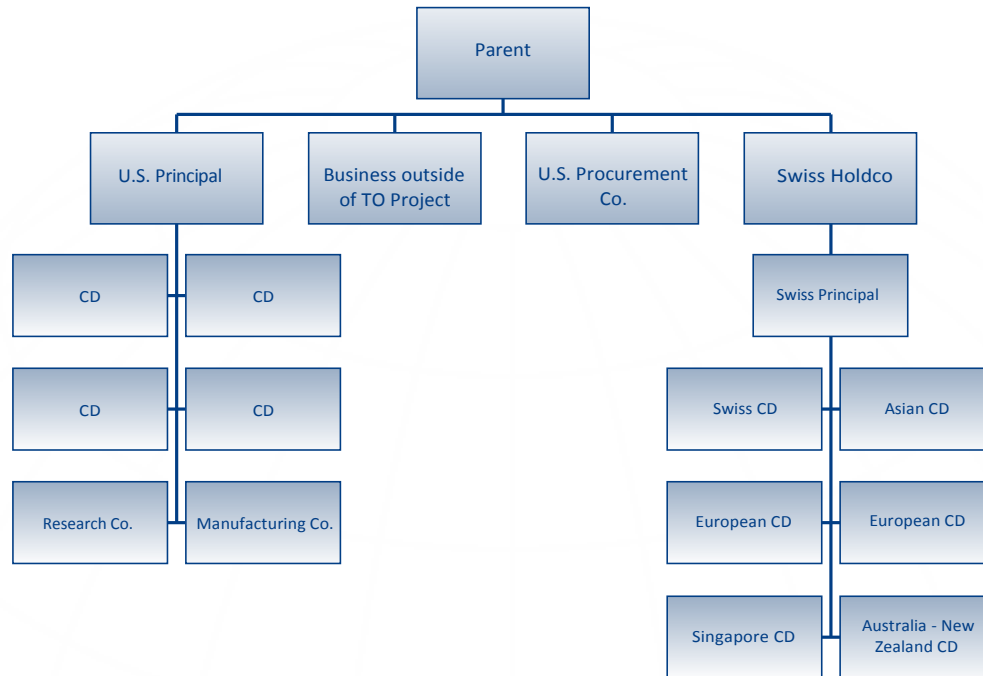 Parent
U.S. Principal
Business outside
of TO Project
U.S. Procurement
Co.
Swiss Holdco
CD
CD
Swiss Principal
CD
CD
Swiss CD
Asian CD
Research Co.
Manufacturing Co.
European CD
European CD
Singapore CD
Australia - New
Zealand CD